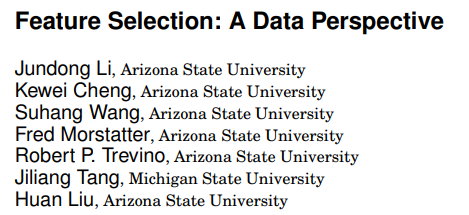 Feature Selection: A Data Perspective
Jundong Li, Arizona State University
Kewei Cheng, Arizona State University
Suhang Wang, Arizona State University
Fred Morstatter, Arizona State University
Robert P. Trevino, Arizona State University
Jiliang Tang, Michigan State University
Huan Liu, Arizona State University